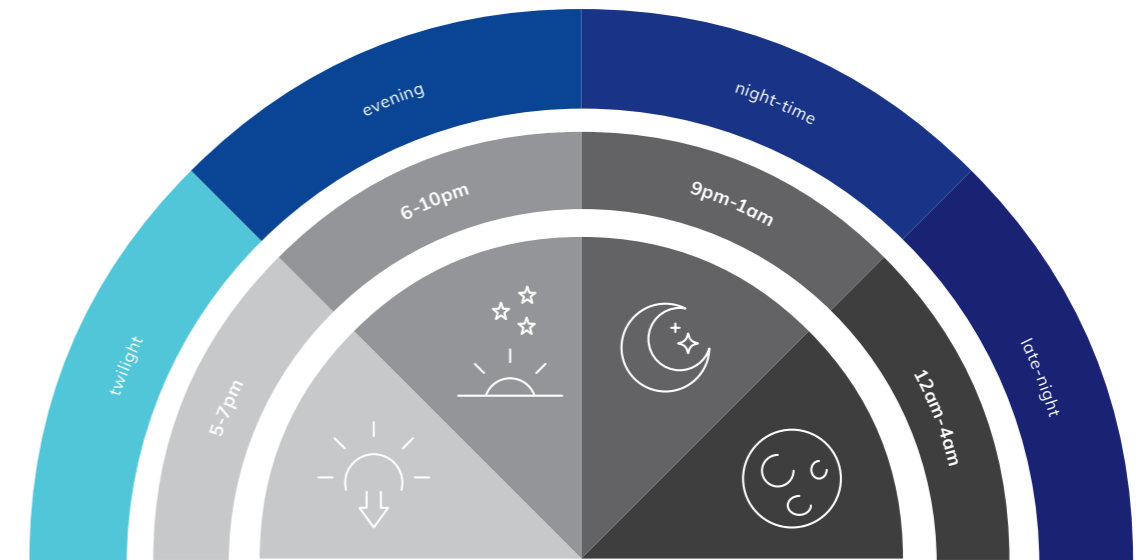 evening
night-time
6-10pm
9pm-1am
twilight
late-night
5-7pm
12am-4am